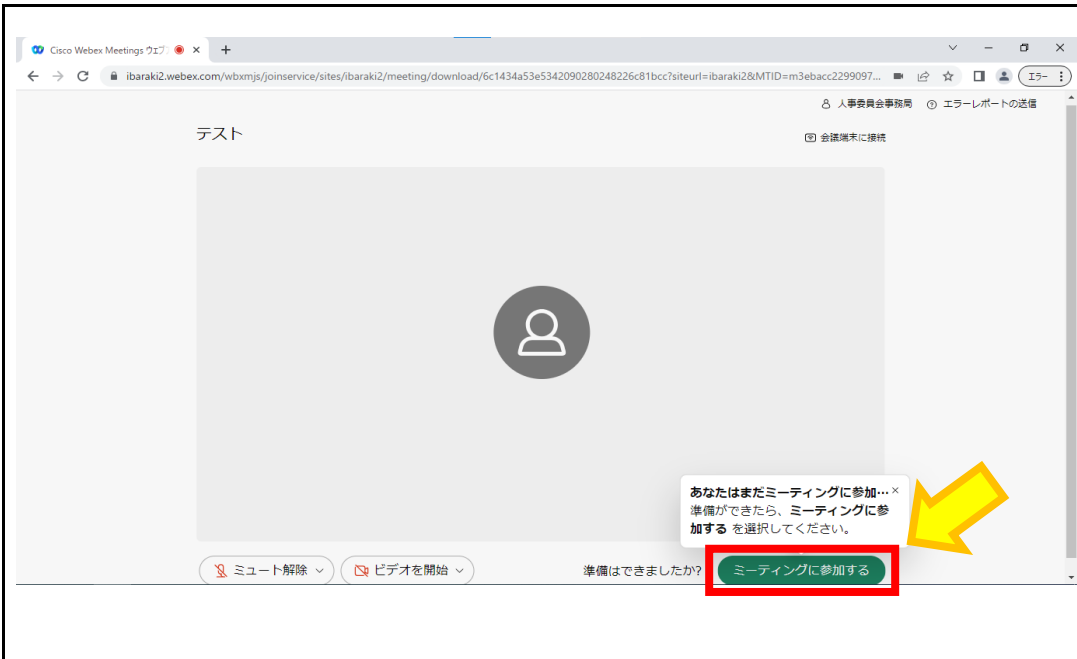 Cisco Webex Meetings ウェブ
ibaraki2.webex.com/wbxmjs/joinservice/sites/ibaraki2/meeting/download/6c1434a53e5342090280248226c81bcc?siteurl=ibaraki2&MTID=m3ebacc2299097...
エラー
人事委員会事務局 エラーレポートの送信
テスト
会議端末に接続
あなたはまだミーティングに参加…
準備ができたら、ミーティングに参
加する を選択してください。
ミュート解除 ビデオを開始 準備はできましたか? ミーティングに参加する